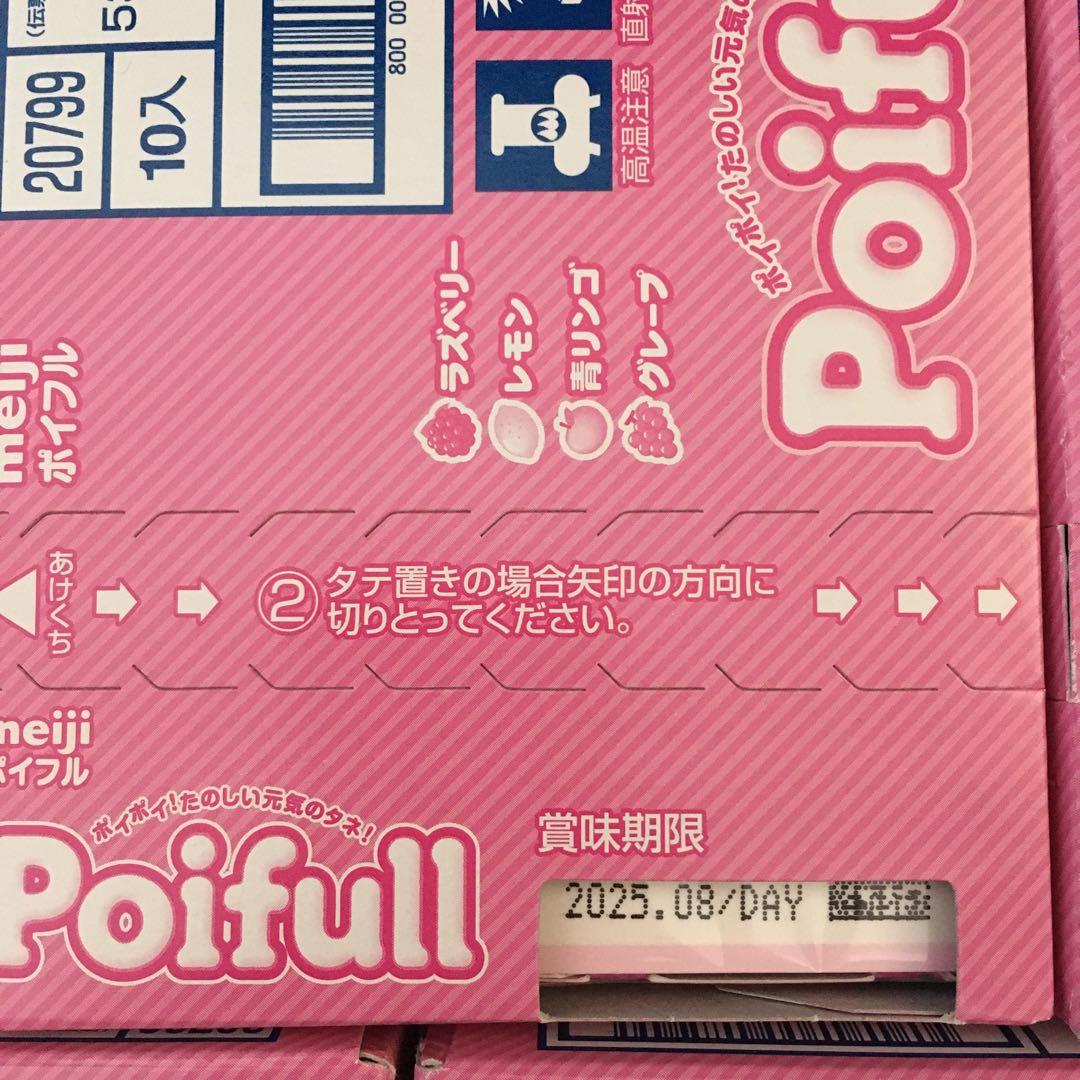 20799
10入
800 00
高温注意
ポイポイ!たのしい元気の
Poifu
ラズベリー
レモン
青リンゴ
グレープ
meiji
ポイフル
あけくち
②タテ置きの場合矢印の方向に
切りとってください。
meiji
ポイフル
ポイポイ!たのしい元気のタネ!
Poifull
賞味期限
2025.08/DAY